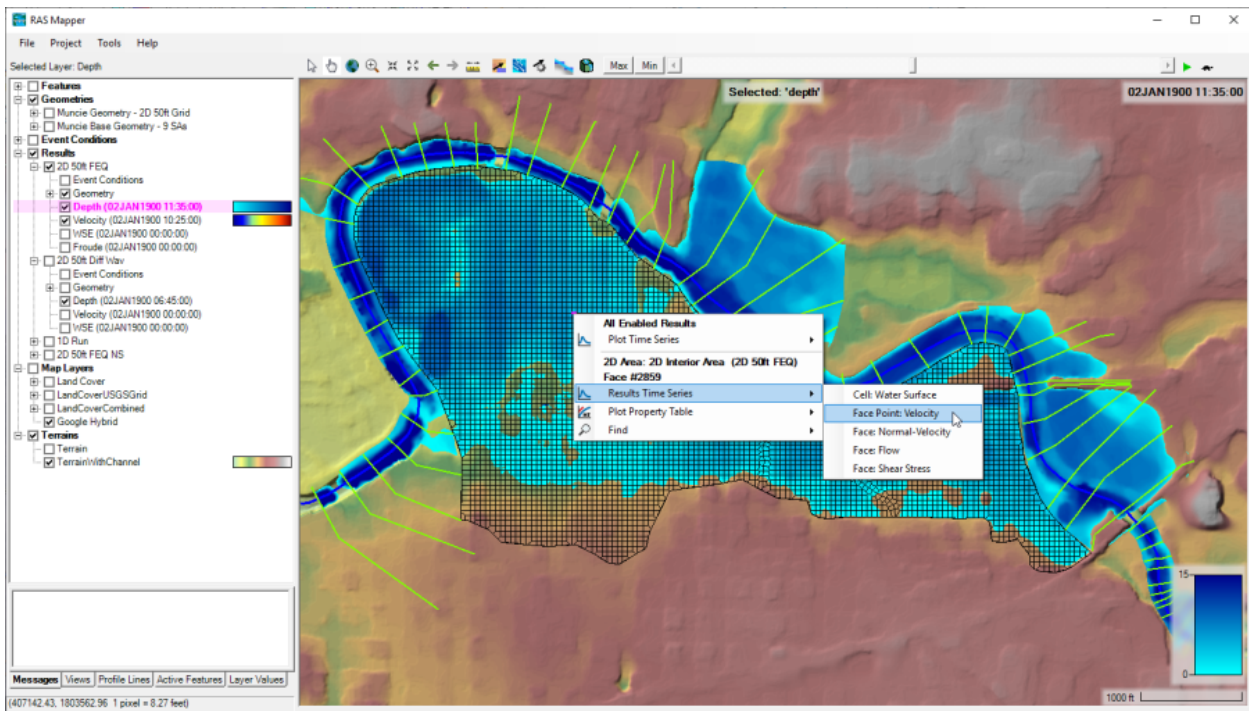 RAS Mapper
File Project Tools Help
Selected Layer: Depth
Max Min
Features
Geometries
Muncie Geometry - 2D 50ft Grid
Muncie Base Geometry - 9 SAs
Event Conditions
Results
2D 50ft FEQ
Event Conditions
Geometry
Depth (02JAN1900 11:35:00)
Velocity (02JAN1900 10:25:00)
WSE (02JAN1900 00:00:00)
Froude (02JAN1900 00:00:00)
2D 50ft Diff Wav
Event Conditions
Geometry
Depth (02JAN1900 06:45:00)
Velocity (02JAN1900 00:00:00)
WSE (02JAN1900 00:00:00)
1D Run
2D 50ft FEQ NS
Map Layers
Land Cover
LandCoverUSGSGrid
LandCoverCombined
Google Hybrid
Terrains
Terrain
TerrainWithChannel
Messages Views Profile Lines Active Features Layer Values
(407142.43, 1803562.96 1 pixel = 8.27 feet)
Selected: 'depth'
02JAN1900 11:35:00
All Enabled Results
Plot Time Series
2D Area: 2D Interior Area (2D 50ft FEQ)
Face #2859
Results Time Series
Plot Property Table
Find
Cell: Water Surface
Face Point: Velocity
Face: Normal-Velocity
Face: Flow
Face: Shear Stress
15
0
1000 ft